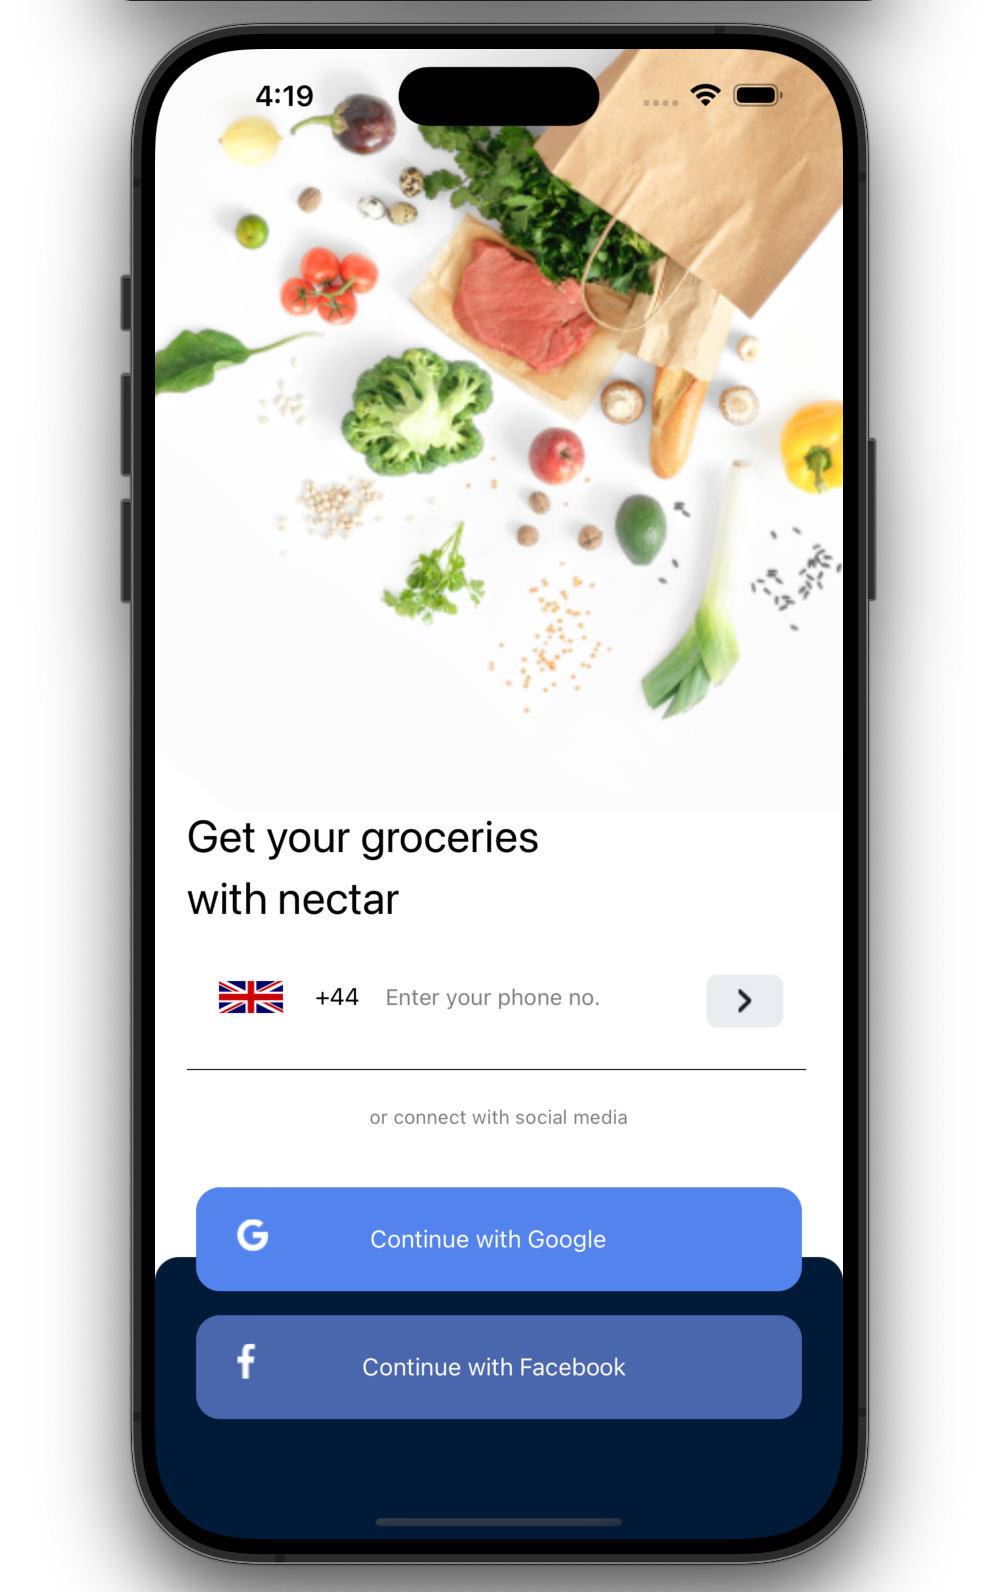 4:19
Get your groceries
with nectar
+44 Enter your phone no.
or connect with social media
G Continue with Google
f Continue with Facebook